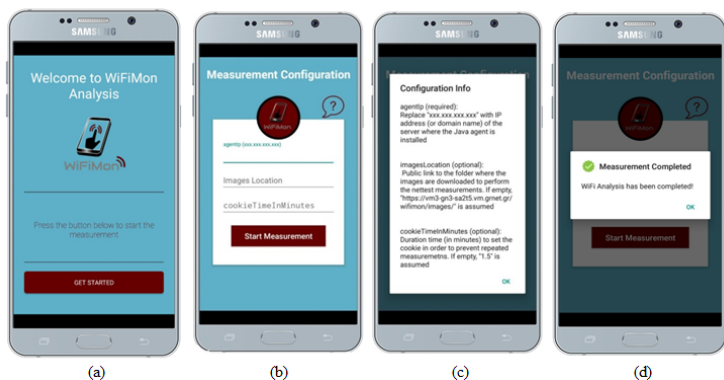 SAMSUNG
Welcome to WiFiMon
Analysis
WiFiMon
Press the button below to start the
measurement
GET STARTED
(a)
SAMSUNG
Measurement Configuration
?
WiFiMon
agentIp (xxx.xxx.xxx.xxx)
Images Location
cookieTimeInMinutes
Start Measurement
(b)
SAMSUNG
Measurement Configuration
Configuration Info
agentIp (required):
Replace "xxx.xxx.xxx.xxx" with IP
address (or domain name) of the
server where the Java agent is
installed
imagesLocation (optional):
Public link to the folder where the
images are downloaded to perform
the nettest measurements. If empty,
"https://vm3-gn3-sa2t5.vm.grnet.gr/
wifimon/images/" is assumed
cookieTimeInMinutes (optional):
Duration time (in minutes) to set the
cookie in order to prevent repeated
measuremetns. If empty, "1.5" is
assumed
OK
(c)
SAMSUNG
Measurement Configuration
?
Measurement Completed
WiFi Analysis has been completed!
OK
Start Measurement
(d)